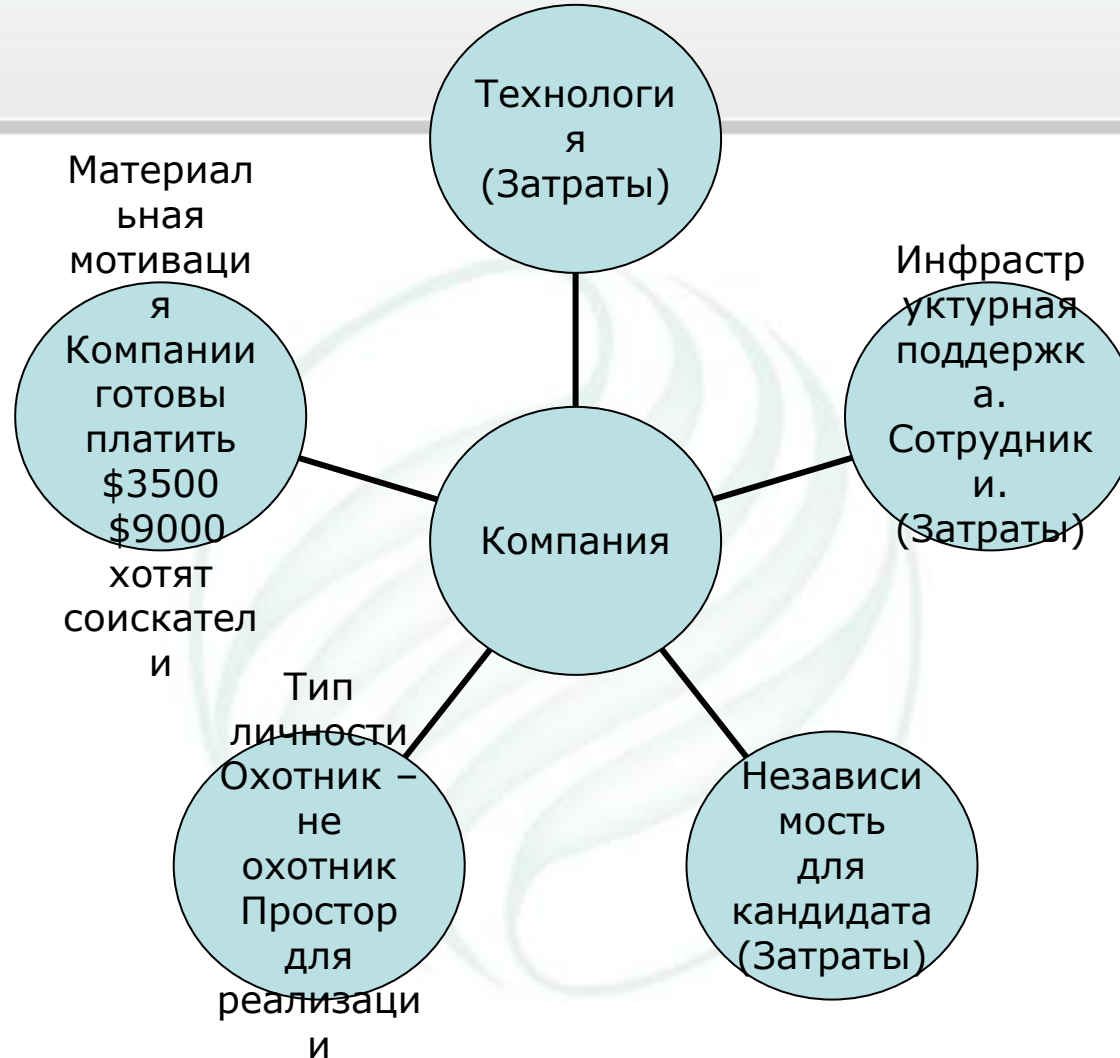 Технологи
я
(Затраты)
Материал
ьная
мотиваци
я
Компании
готовы
платить
$3500
$9000
хотят
соискател
и
Инфрастр
уктурная
поддержк
а.
Сотрудник
и.
(Затраты)
Компания
Тип
личности
Охотник –
не
охотник
Простор
для
реализаци
и
Независи
мость
для
кандидата
(Затраты)